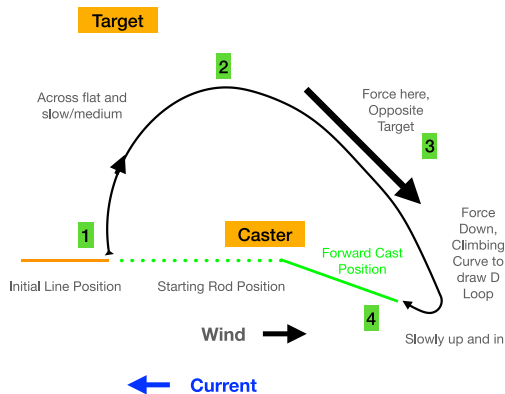 Target
2
Across flat and
slow/medium
Force here,
Opposite
Target
3
1
Caster
Force
Down,
Climbing
Curve to
draw D
Loop
Forward Cast
Position
Initial Line Position
Starting Rod Position
4
Wind
Slowly up and in
Current